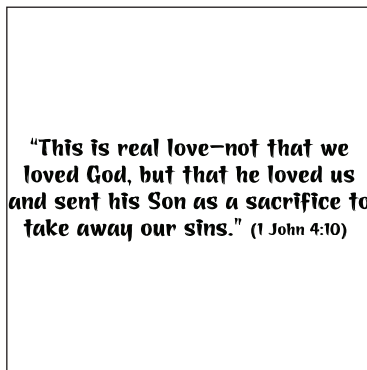 “This is real love—not that we
loved God, but that he loved us
and sent his Son as a sacrifice to
take away our sins.” (1 John 4:10)